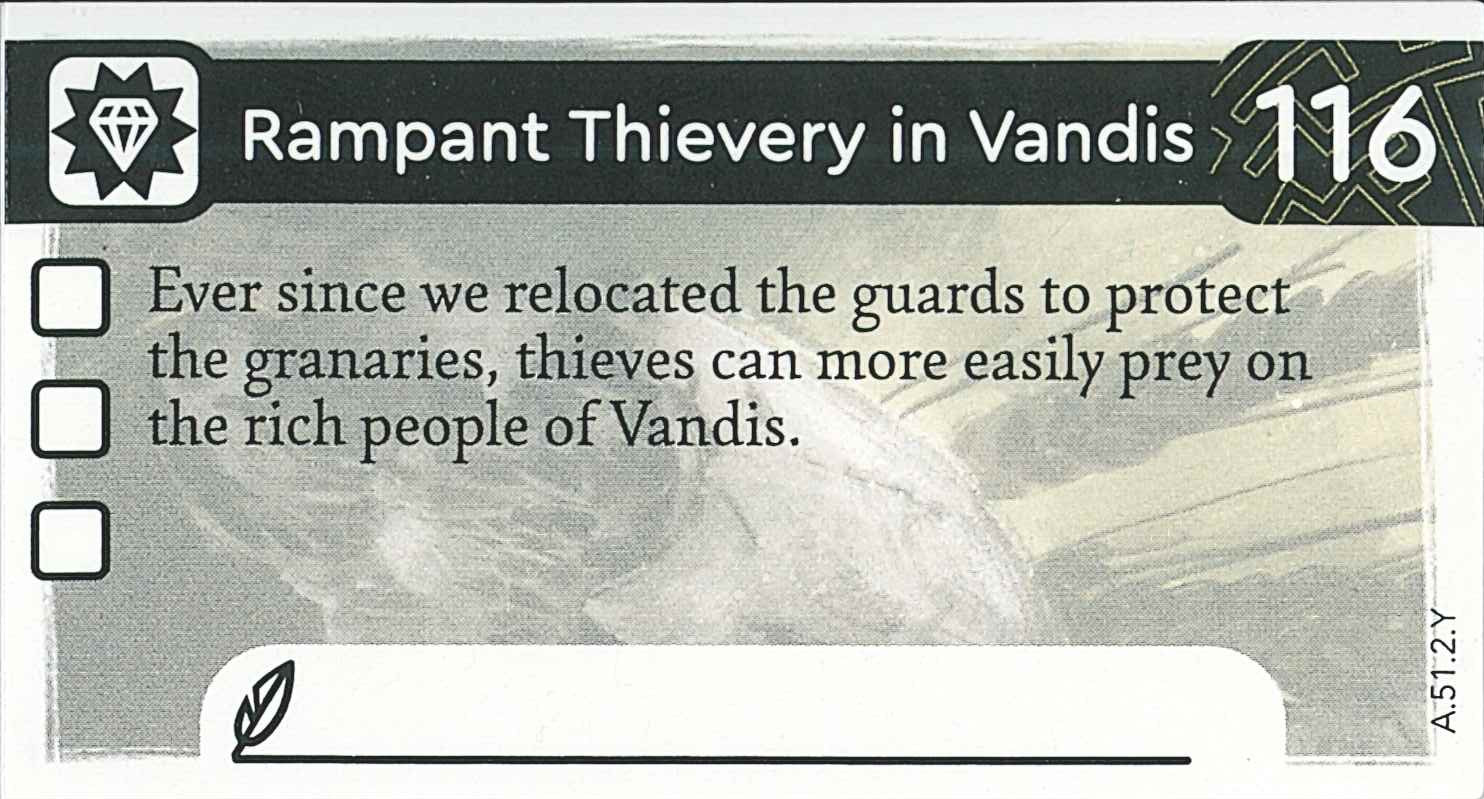 Rampant Thievery in Vandis
116
Ever since we relocated the guards to protect
the granaries, thieves can more easily prey on
the rich people of Vandis.
A.51.2.Y